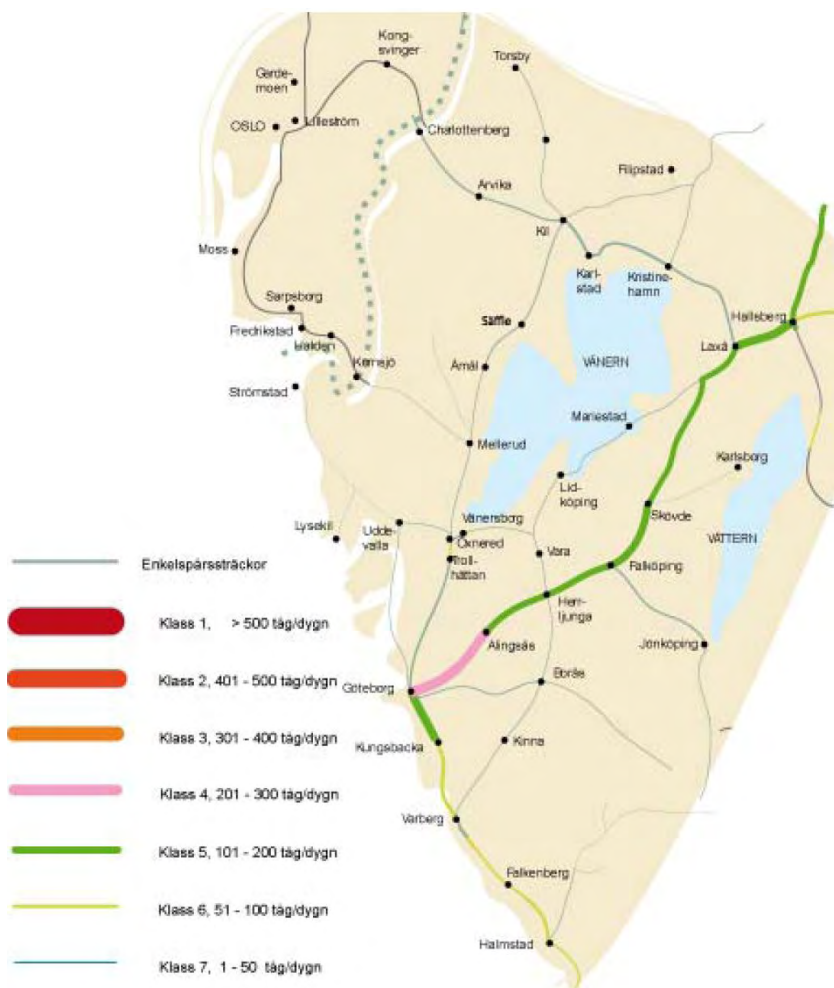 Kongs-
vinger
Torsby
Garde-
moen
OSLO
Lilleström
Charlottenberg
Filipstad
Arvika
Kil
Moss
Karl-
stad
Kristine-
hamn
Sarpsborg
Hallsberg
Säffle
Fredrikstad
Halden
Laxå
VÄNERN
Kornsjö
Åmål
Strömstad
Mariestad
Mellerud
Karlsborg
Lid-
köping
Skövde
Vänersborg
Lysekil
Udde-
valla
Öxnered
VÄTTERN
Vara
Troll-
hättan
Falköping
Enkelspårssträckor
Herr-
ljunga
Klass 1, > 500 tåg/dygn
Alingsås
Jönköping
Klass 2, 401 - 500 tåg/dygn
Göteborg
Borås
Klass 3, 301 - 400 tåg/dygn
Kungsbacka
Kinna
Klass 4, 201 - 300 tåg/dygn
Varberg
Klass 5, 101 - 200 tåg/dygn
Falkenberg
Klass 6, 51 - 100 tåg/dygn
Halmstad
Klass 7, 1 - 50 tåg/dygn